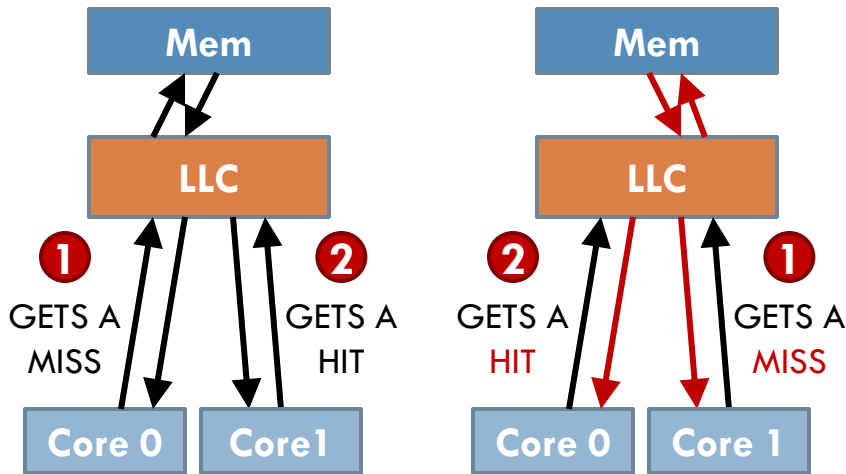 Mem
LLC
1
GETS A
MISS
2
GETS A
HIT
Core 0
Core1
Mem
LLC
2
GETS A
HIT
1
GETS A
MISS
Core 0
Core 1